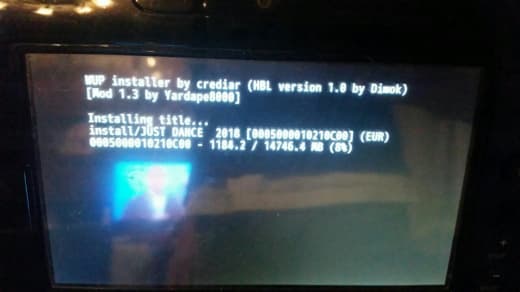 WUP installer by crediar (HBL version 1.0 by Dimok)
[Mod 1.3 by Yardape8000]
Installing title...
install/JUST DANCE 2018 [0005000010210C00] (EUR)
0005000010210C00 - 1184.2 / 14746.4 MB (8%)